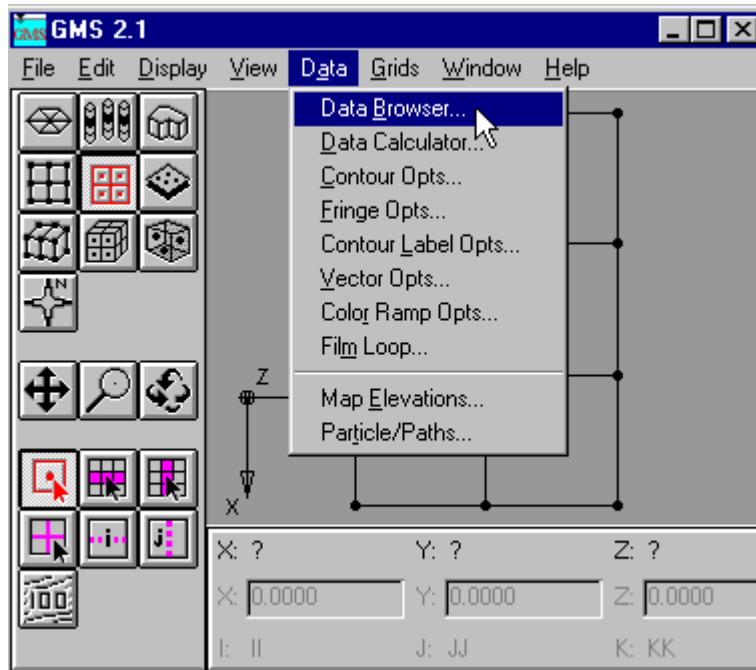 GMS GMS 2.1
File Edit Display View Data Grids Window Help
Data Browser...
Data Calculator...
Contour Opts...
Fringe Opts...
Contour Label Opts...
Vector Opts...
Color Ramp Opts...
Film Loop...
Map Elevations...
Particle/Paths...
N
Z
X
i J
100
X: ? Y: ? Z: ?
X: 0.0000 Y: 0.0000 Z: 0.0000
I: II J: JJ K: KK